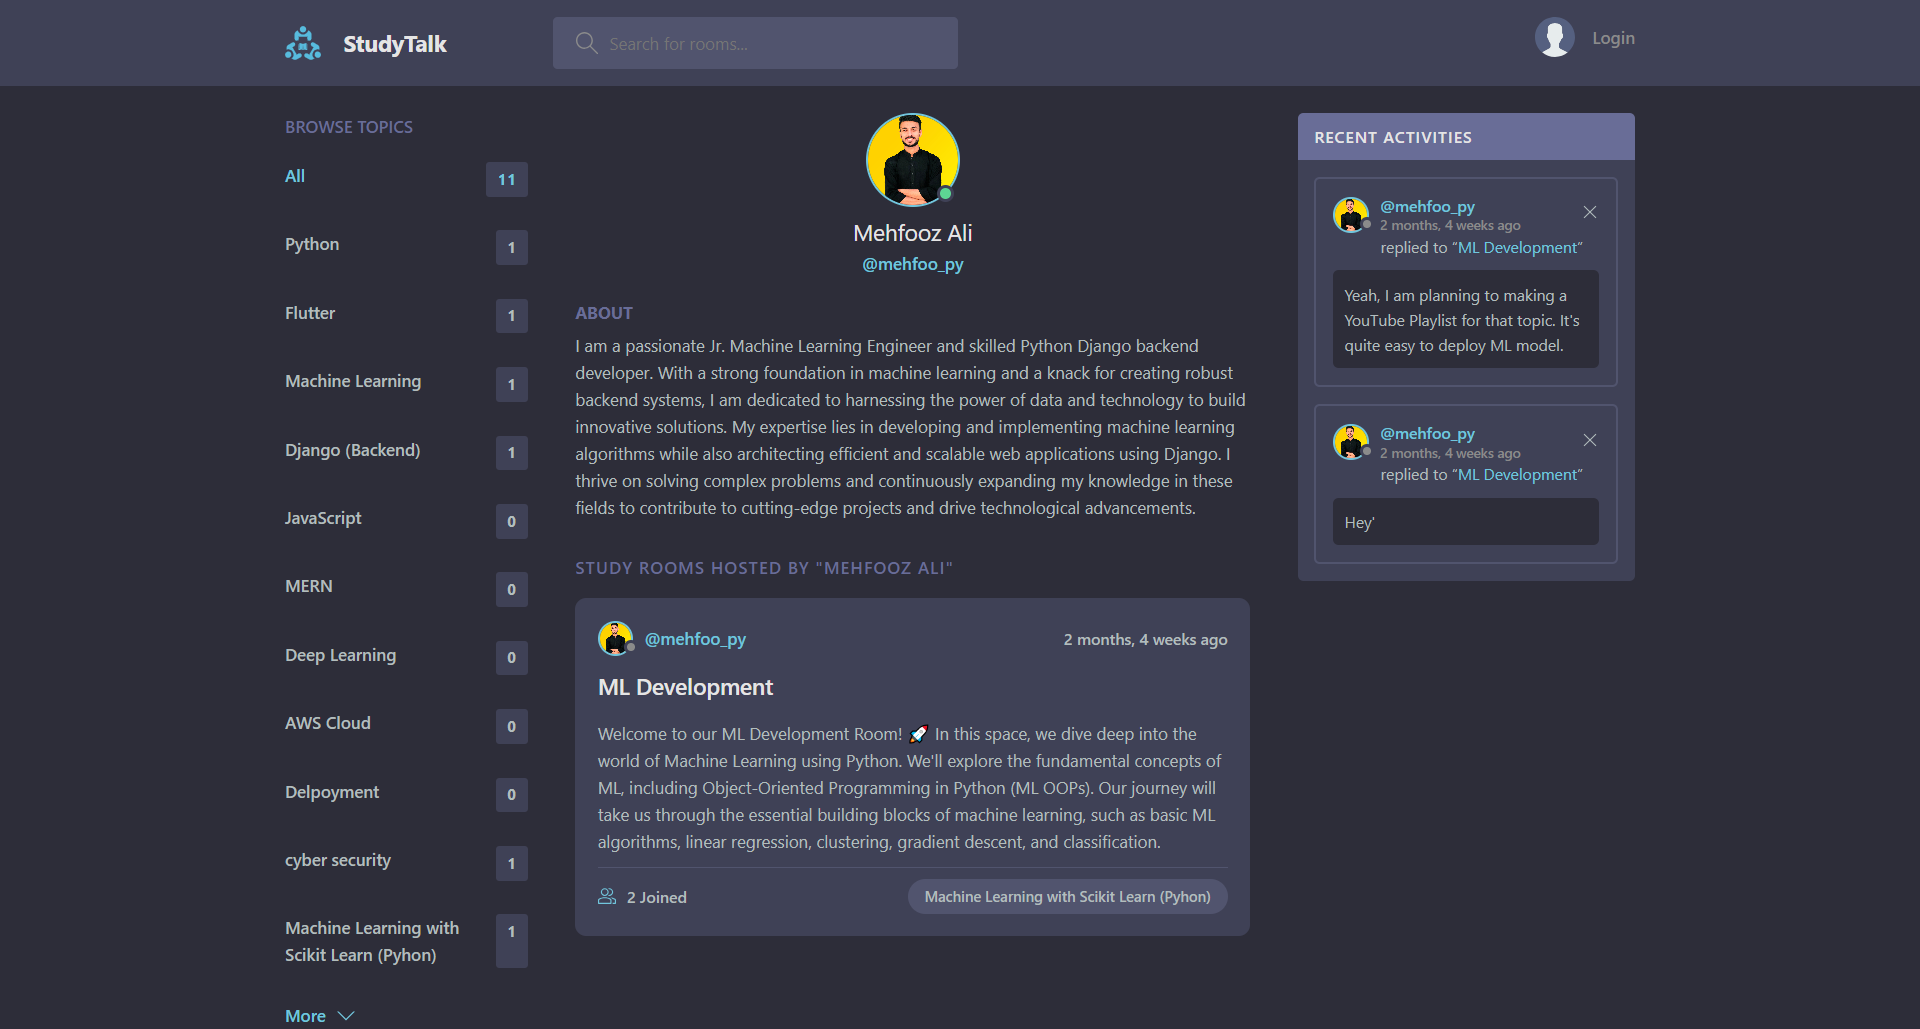 StudyTalk
Search for rooms...
Login
BROWSE TOPICS
All 11
Python 1
Flutter 1
Machine Learning 1
Django (Backend) 1
JavaScript 0
MERN 0
Deep Learning 0
AWS Cloud 0
Delpoyment 0
cyber security 1
Machine Learning with 1
Scikit Learn (Pyhon)
More
Mehfooz Ali
@mehfoo_py
ABOUT
I am a passionate Jr. Machine Learning Engineer and skilled Python Django backend
developer. With a strong foundation in machine learning and a knack for creating robust
backend systems, I am dedicated to harnessing the power of data and technology to build
innovative solutions. My expertise lies in developing and implementing machine learning
algorithms while also architecting efficient and scalable web applications using Django. I
thrive on solving complex problems and continuously expanding my knowledge in these
fields to contribute to cutting-edge projects and drive technological advancements.
STUDY ROOMS HOSTED BY "MEHFOOZ ALI"
@mehfoo_py 2 months, 4 weeks ago
ML Development
Welcome to our ML Development Room! 🚀 In this space, we dive deep into the
world of Machine Learning using Python. We'll explore the fundamental concepts of
ML, including Object-Oriented Programming in Python (ML OOPs). Our journey will
take us through the essential building blocks of machine learning, such as basic ML
algorithms, linear regression, clustering, gradient descent, and classification.
2 Joined Machine Learning with Scikit Learn (Pyhon)
RECENT ACTIVITIES
@mehfoo_py
2 months, 4 weeks ago
replied to “ML Development”
Yeah, I am planning to making a
YouTube Playlist for that topic. It's
quite easy to deploy ML model.
@mehfoo_py
2 months, 4 weeks ago
replied to “ML Development”
Hey'